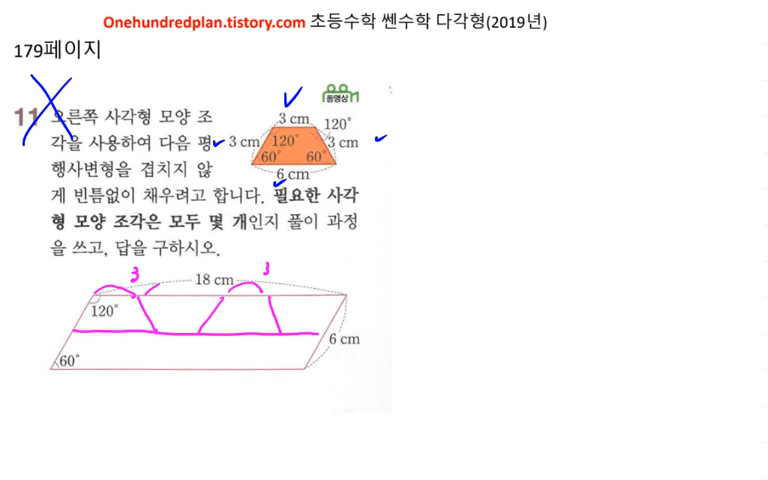 Onehundredplan.tistory.com 초등수학 쎈수학 다각형(2019년)
179페이지
동영상
11 오른쪽 사각형 모양 조
각을 사용하여 다음 평
행사변형을 겹치지 않
게 빈틈없이 채우려고 합니다. 필요한 사각
형 모양 조각은 모두 몇 개인지 풀이 과정
을 쓰고, 답을 구하시오.
3 cm
120°
3 cm
120°
3 cm
60°
60°
6 cm
3
18 cm
3
120°
6 cm
60°